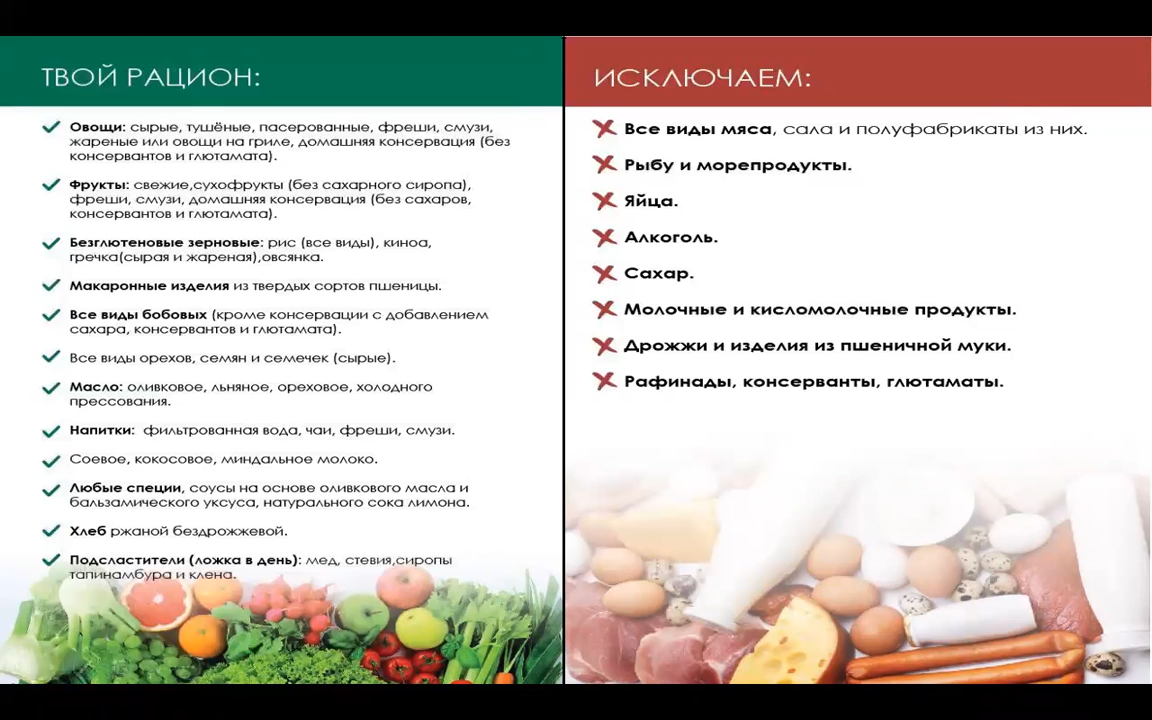 ТВОЙ РАЦИОН:
Овощи: сырые, тушёные, пасерованные, фреши, смузи,
жареные или овощи на гриле, домашняя консервация (без
консервантов и глютамата).
Фрукты: свежие,сухофрукты (без сахарного сиропа),
фреши, смузи, домашняя консервация (без сахаров,
консервантов и глютамата).
Безглютеновые зерновые: рис (все виды), киноа,
гречка(сырая и жареная),овсянка.
Макаронные изделия из твердых сортов пшеницы.
Все виды бобовых (кроме консервации с добавлением
сахара, консервантов и глютамата).
Все виды орехов, семян и семечек (сырые).
Масло: оливковое, льняное, ореховое, холодного
прессования.
Напитки: фильтрованная вода, чаи, фреши, смузи.
Соевое, кокосовое, миндальное молоко.
Любые специи, соусы на основе оливкового масла и
бальзамического уксуса, натурального сока лимона.
Хлеб ржаной бездрожжевой.
Подсластители (ложка в день): мед, стевия,сиропы
тапинамбура и клена.
ИСКЛЮЧАЕМ:
Все виды мяса, сала и полуфабрикаты из них.
Рыбу и морепродукты.
Яйца.
Алкоголь.
Сахар.
Молочные и кисломолочные продукты.
Дрожжи и изделия из пшеничной муки.
Рафинады, консерванты, глютаматы.